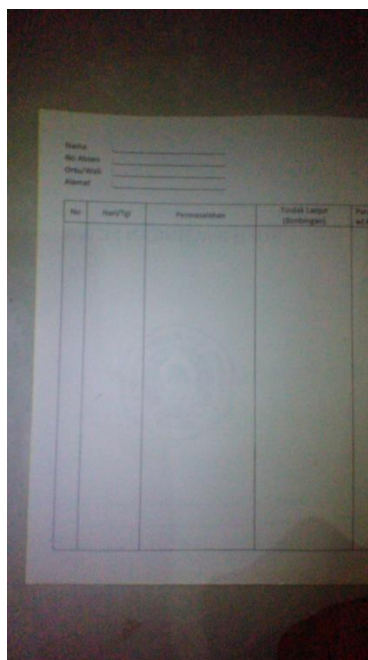 Nama
No Absen
Ortu/Wali
Alamat
No Hari/Tgl Permasalahan Tindak Lanjut
(Bimbingan)